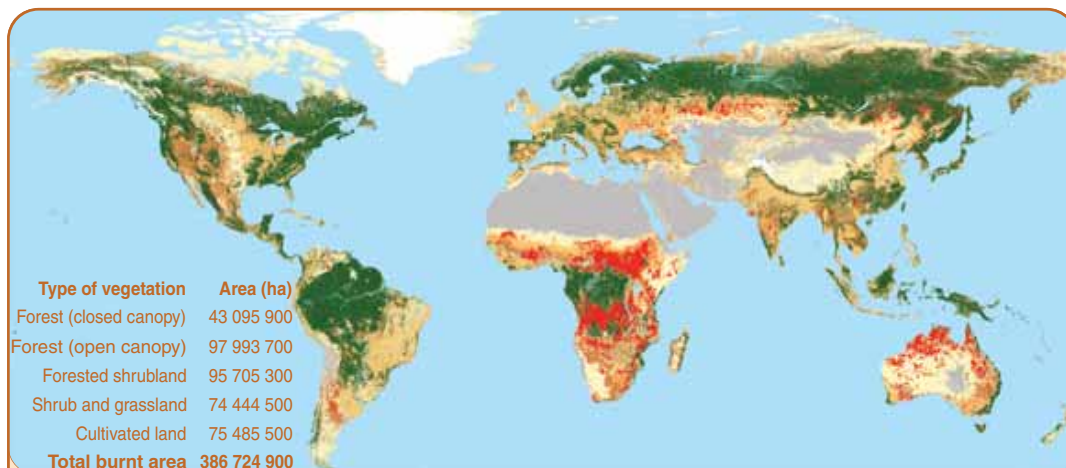 Type of vegetation Area (ha)
Forest (closed canopy) 43 095 900
Forest (open canopy) 97 993 700
Forested shrubland 95 705 300
Shrub and grassland 74 444 500
Cultivated land 75 485 500
Total burnt area 386 724 900